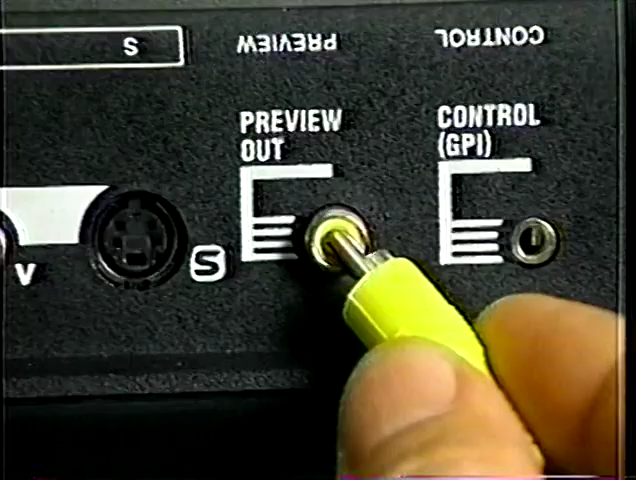 S
PREVIEW
CONTROL
PREVIEW
OUT
CONTROL
(GPI)
V
S